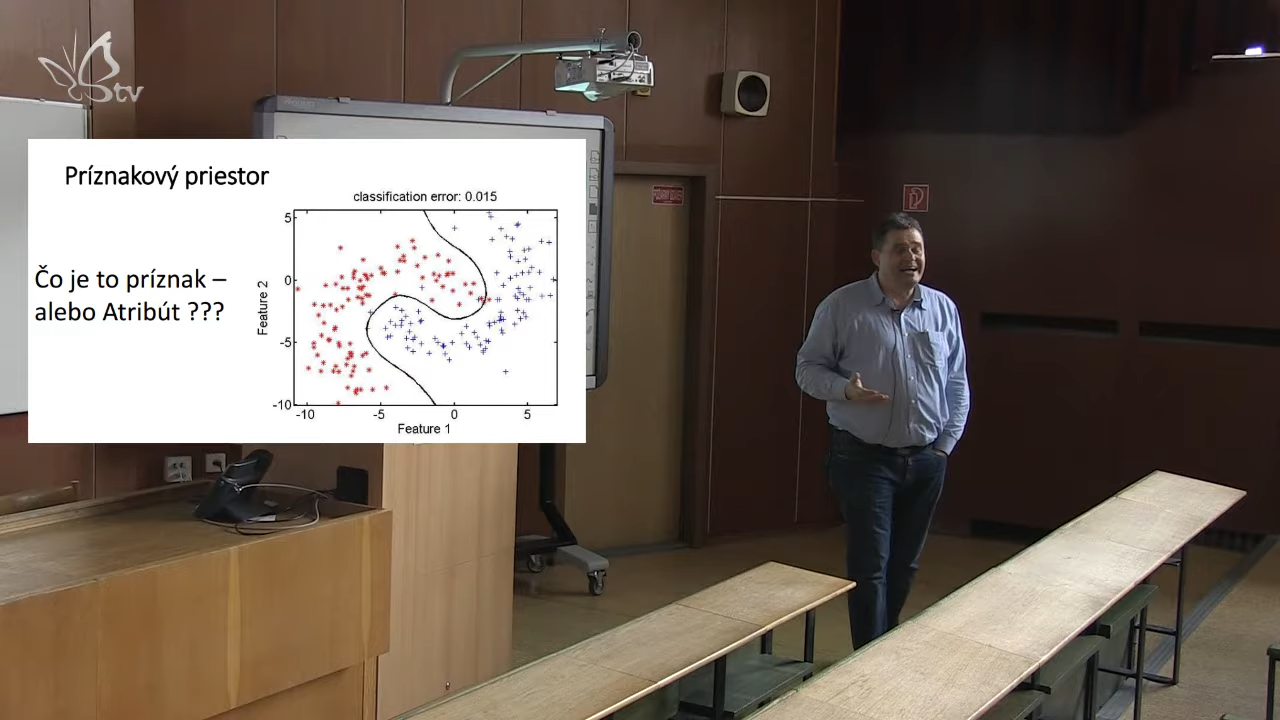 tv
Príznakový priestor
classification error: 0.015
Čo je to príznak –
alebo Atribút ???
Feature 2
5
0
-5
-10
-10
-5
0
5
Feature 1